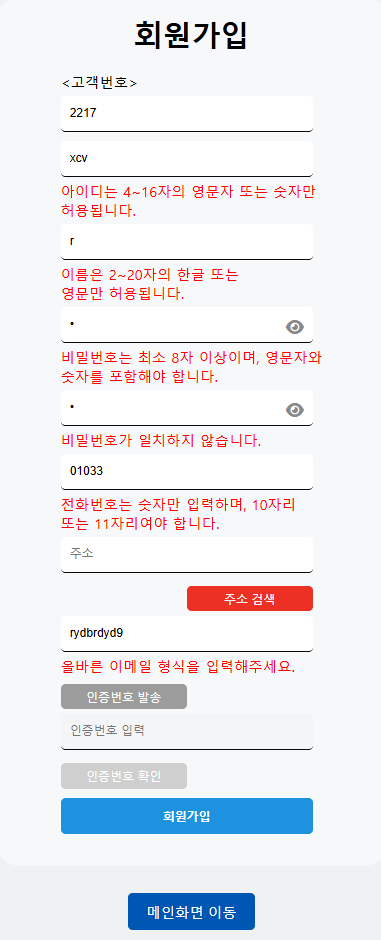 회원가입
<고객번호>
2217
xcv
아이디는 4~16자의 영문자 또는 숫자만
허용됩니다.
r
이름은 2~20자의 한글 또는
영문만 허용됩니다.
•
비밀번호는 최소 8자 이상이며, 영문자와
숫자를 포함해야 합니다.
•
비밀번호가 일치하지 않습니다.
01033
전화번호는 숫자만 입력하며, 10자리
또는 11자리여야 합니다.
주소
주소 검색
rydbrdyd9
올바른 이메일 형식을 입력해주세요.
인증번호 발송
인증번호 입력
인증번호 확인
회원가입
메인화면 이동